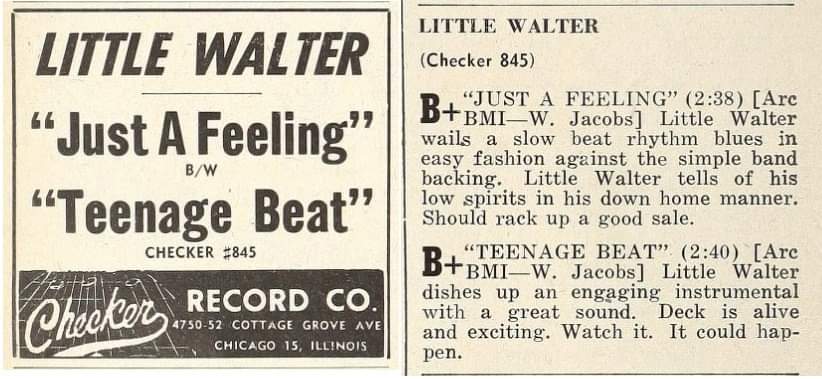 LITTLE WALTER
"Just A Feeling"
B/W
"Teenage Beat"
CHECKER #845
Checker
RECORD CO.
4750-52 COTTAGE GROVE AVE
CHICAGO 15, ILLINOIS
LITTLE WALTER
(Checker 845)
B+ "JUST A FEELING" (2:38) [Arc
BMI—W. Jacobs] Little Walter
wails a slow beat rhythm blues in
easy fashion against the simple band
backing. Little Walter tells of his
low spirits in his down home manner.
Should rack up a good sale.
B+ "TEENAGE BEAT" (2:40) [Arc
BMI—W. Jacobs] Little Walter
dishes up an engaging instrumental
with a great sound. Deck is alive
and exciting. Watch it. It could hap-
pen.